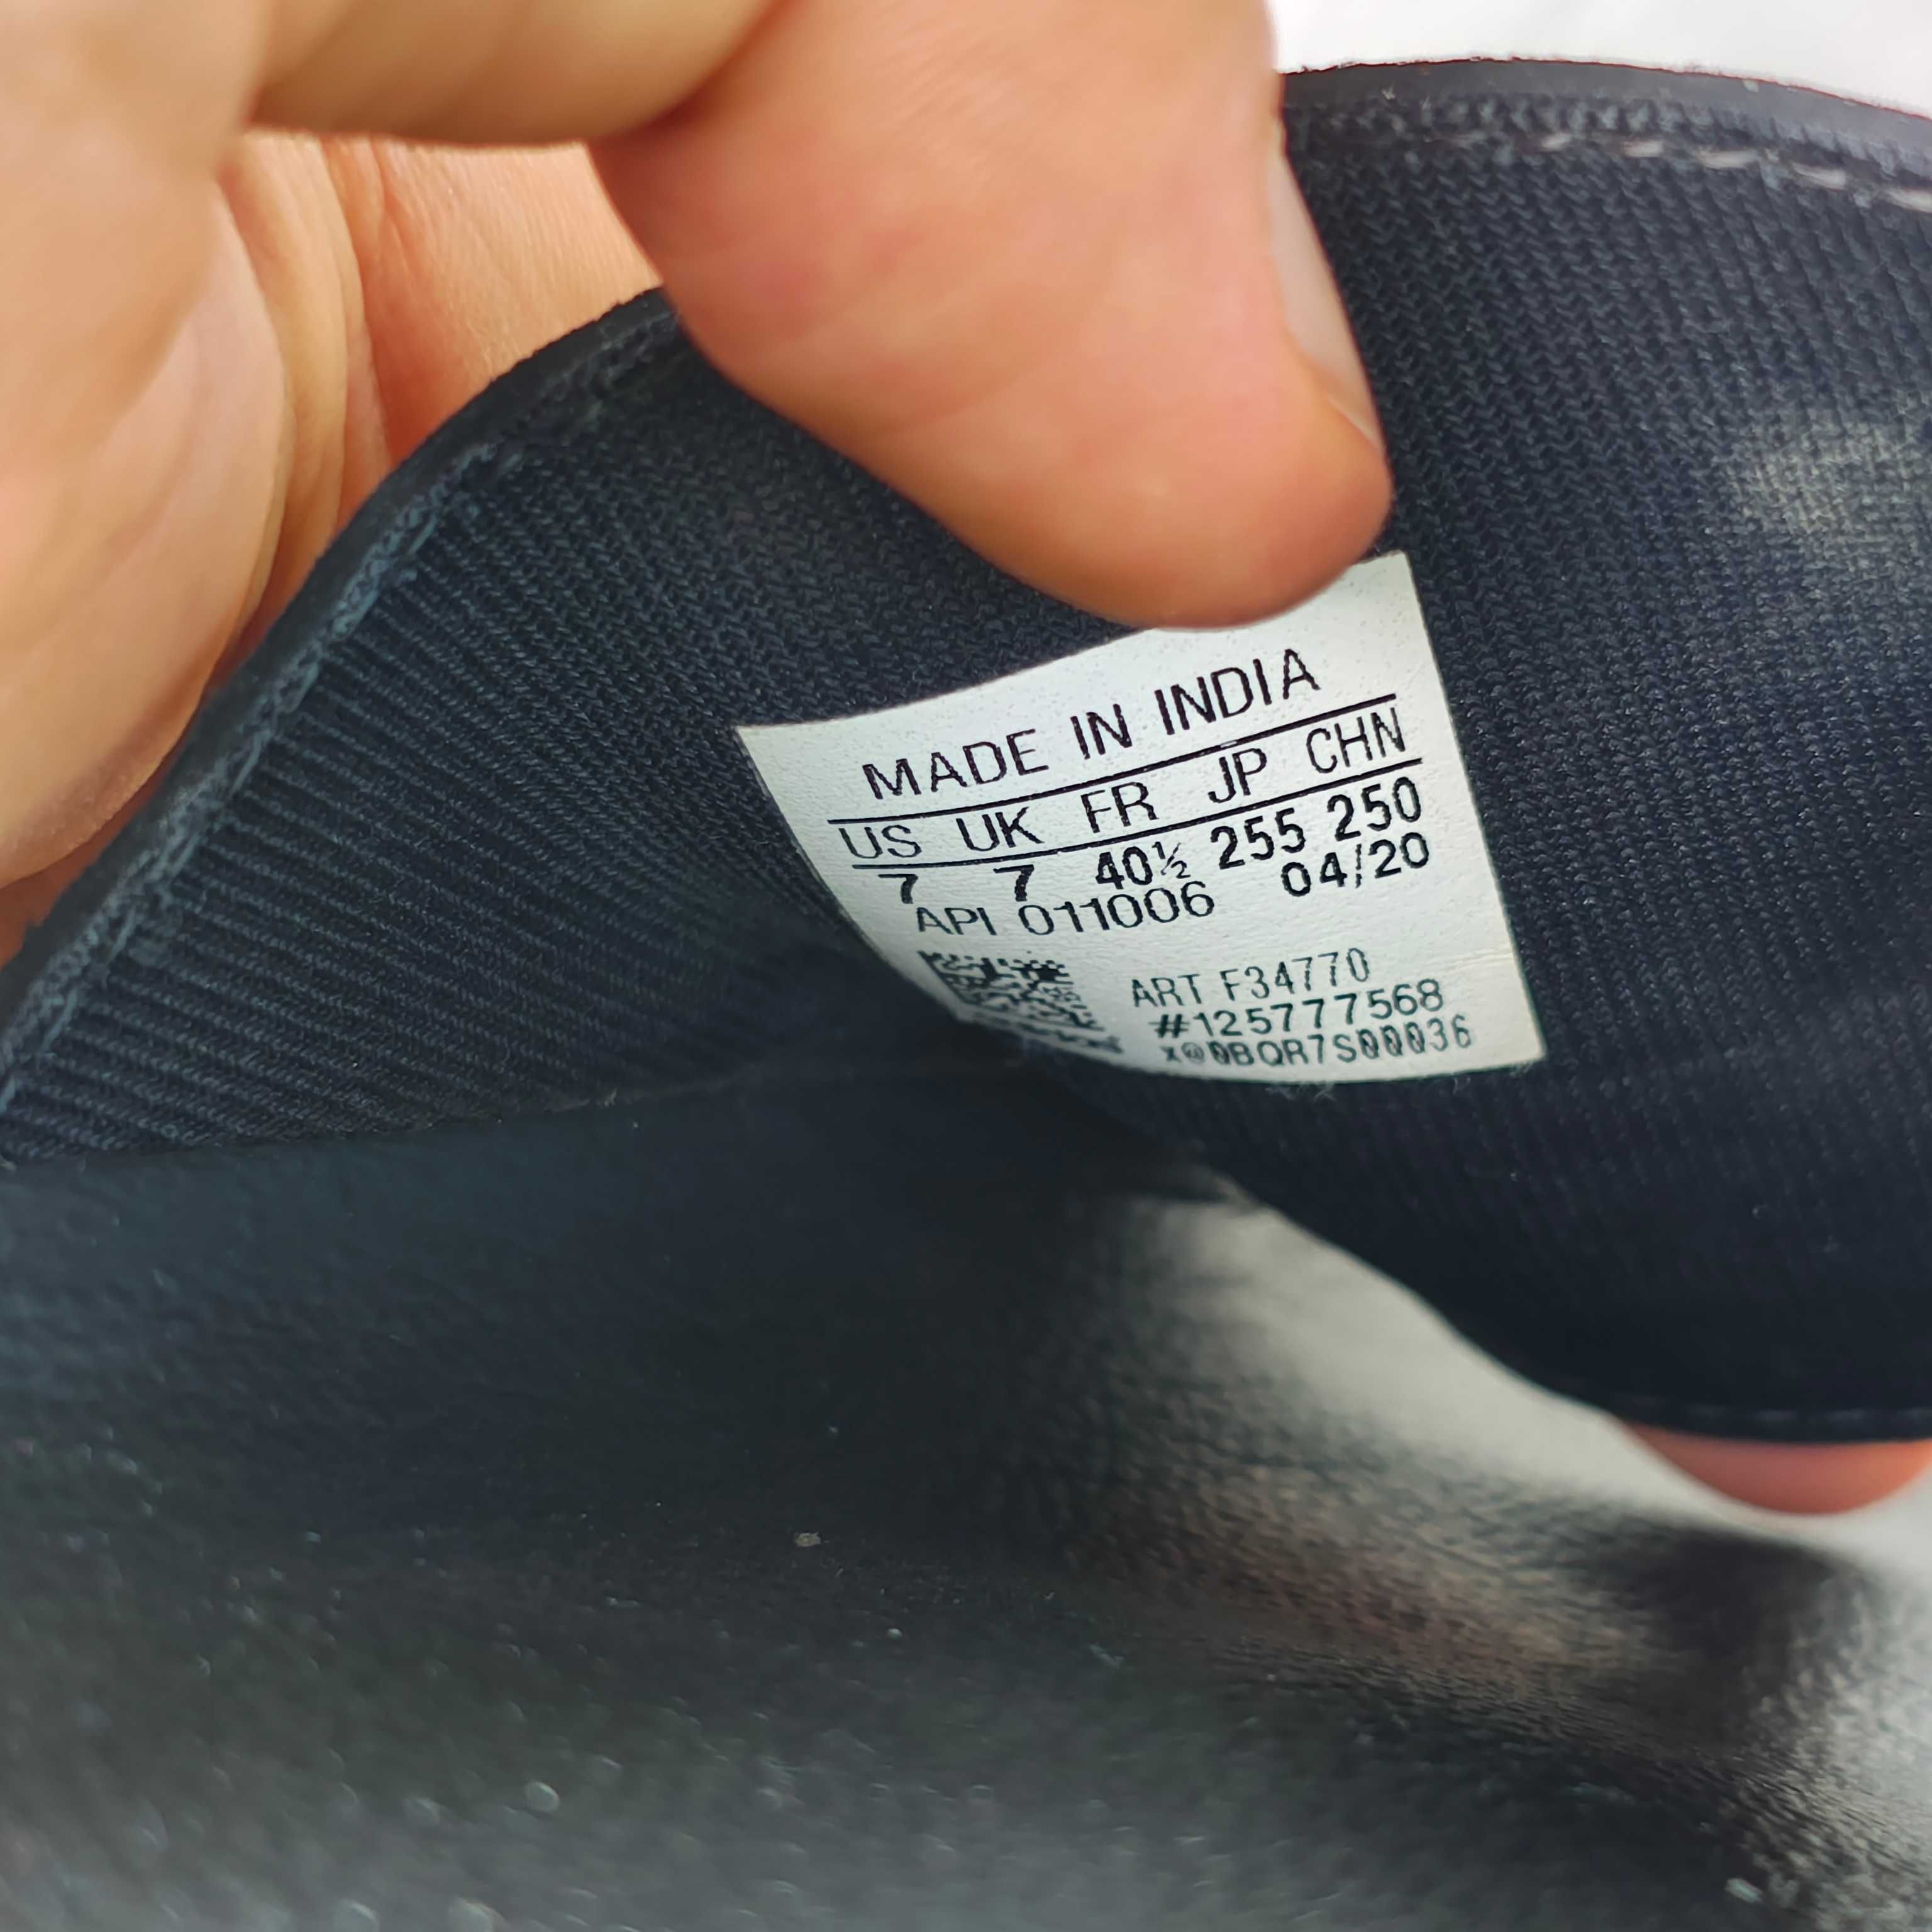 MADE IN INDIA
US UK FR JP CHN
7 7 40½ 255 250
API 011006 04/20
ART F34770
#125777568
x@0BQR7S00036